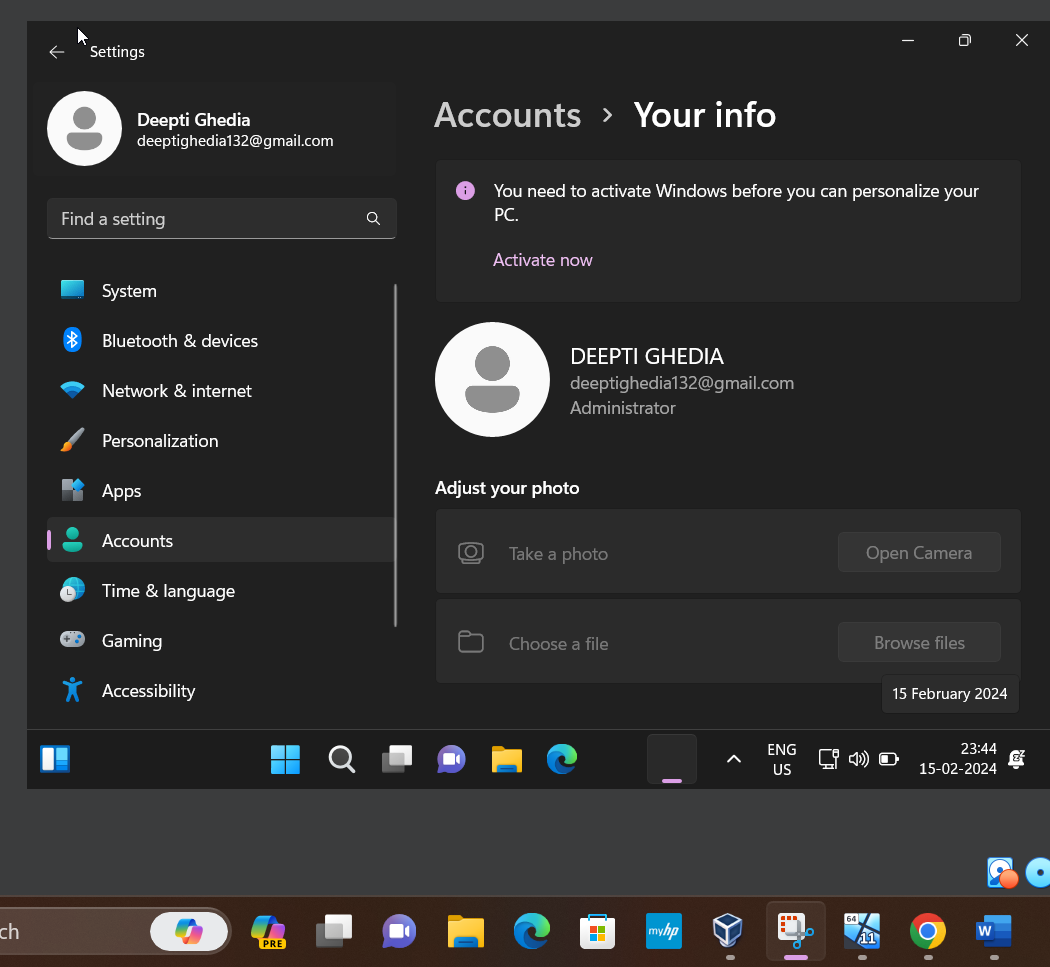 Settings
Deepti Ghedia
deeptighedia132@gmail.com
Find a setting
System
Bluetooth & devices
Network & internet
Personalization
Apps
Accounts
Time & language
Gaming
Accessibility
Accounts > Your info
You need to activate Windows before you can personalize your
PC.
Activate now
DEEPTI GHEDIA
deeptighedia132@gmail.com
Administrator
Adjust your photo
Take a photo
Open Camera
Choose a file
Browse files
15 February 2024
ENG
US
23:44
15-02-2024
ch
PRE
myhp
64
11
W